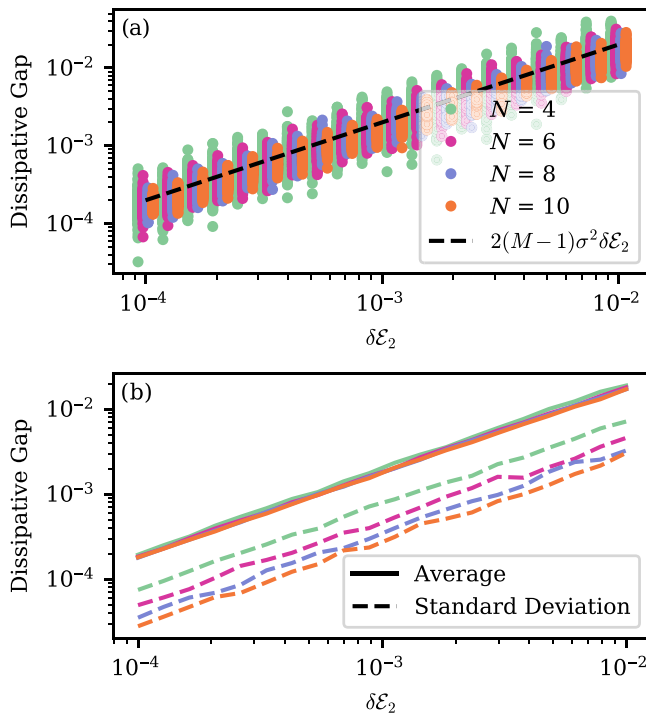 (a)
Dissipative Gap
10⁻²
10⁻³
10⁻⁴
N = 4
N = 6
N = 8
N = 10
2(M − 1)σ²δℰ₂
10⁻⁴
10⁻³
10⁻²
δℰ₂
(b)
Dissipative Gap
10⁻²
10⁻³
10⁻⁴
Average
Standard Deviation
10⁻⁴
10⁻³
10⁻²
δℰ₂